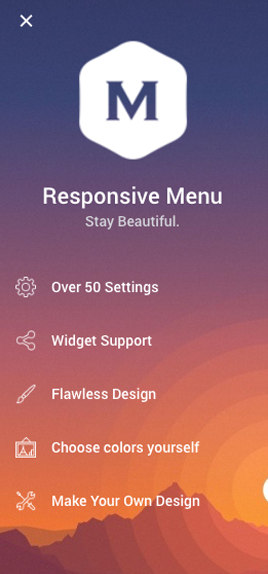 M
Responsive Menu
Stay Beautiful.
Over 50 Settings
Widget Support
Flawless Design
Choose colors yourself
Make Your Own Design